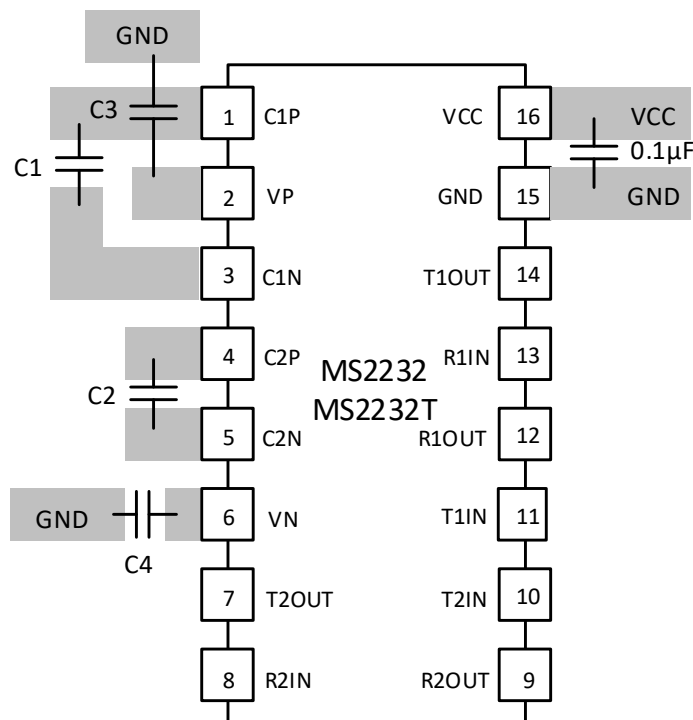 GND
C3
1
C1P
VCC
16
VCC
C1
0.1µF
2
VP
GND
15
GND
3
C1N
T1OUT
14
4
C2P
R1IN
13
MS2232
MS2232T
C2
5
C2N
R1OUT
12
GND
6
VN
T1IN
11
C4
7
T2OUT
T2IN
10
8
R2IN
R2OUT
9